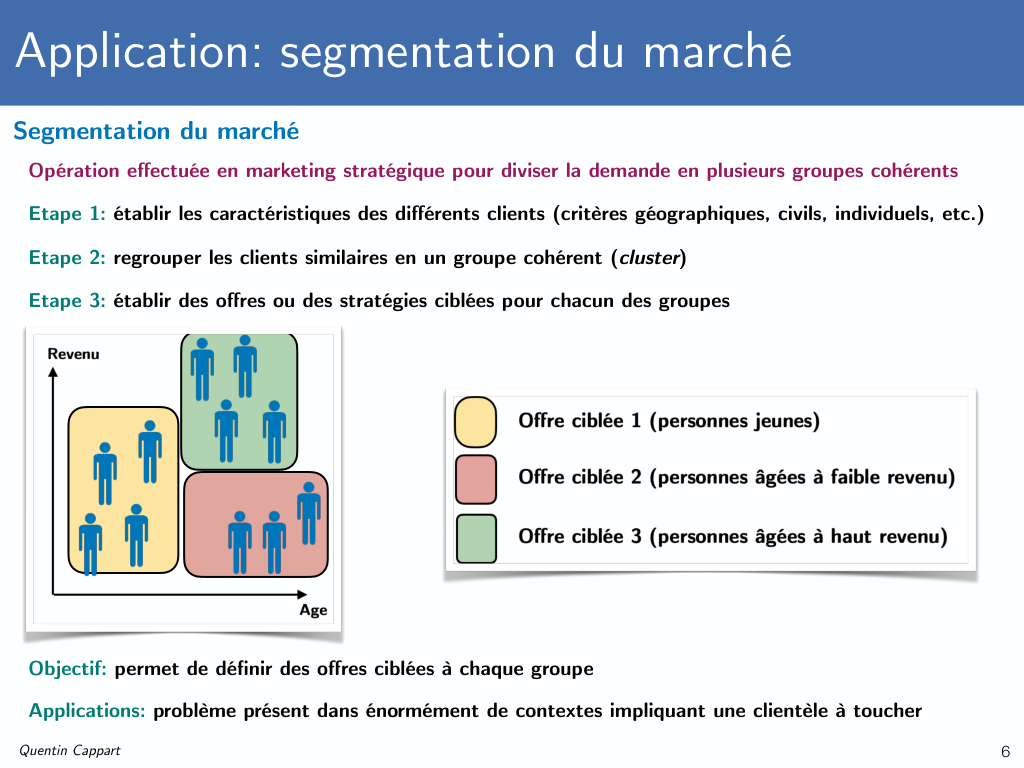 Application: segmentation du marché
Segmentation du marché
Opération effectuée en marketing stratégique pour diviser la demande en plusieurs groupes cohérents
Etape 1: établir les caractéristiques des différents clients (critères géographiques, civils, individuels, etc.)
Etape 2: regrouper les clients similaires en un groupe cohérent (cluster)
Etape 3: établir des offres ou des stratégies ciblées pour chacun des groupes
Revenu
Age
Offre ciblée 1 (personnes jeunes)
Offre ciblée 2 (personnes âgées à faible revenu)
Offre ciblée 3 (personnes âgées à haut revenu)
Objectif: permet de définir des offres ciblées à chaque groupe
Applications: problème présent dans énormément de contextes impliquant une clientèle à toucher
Quentin Cappart
6